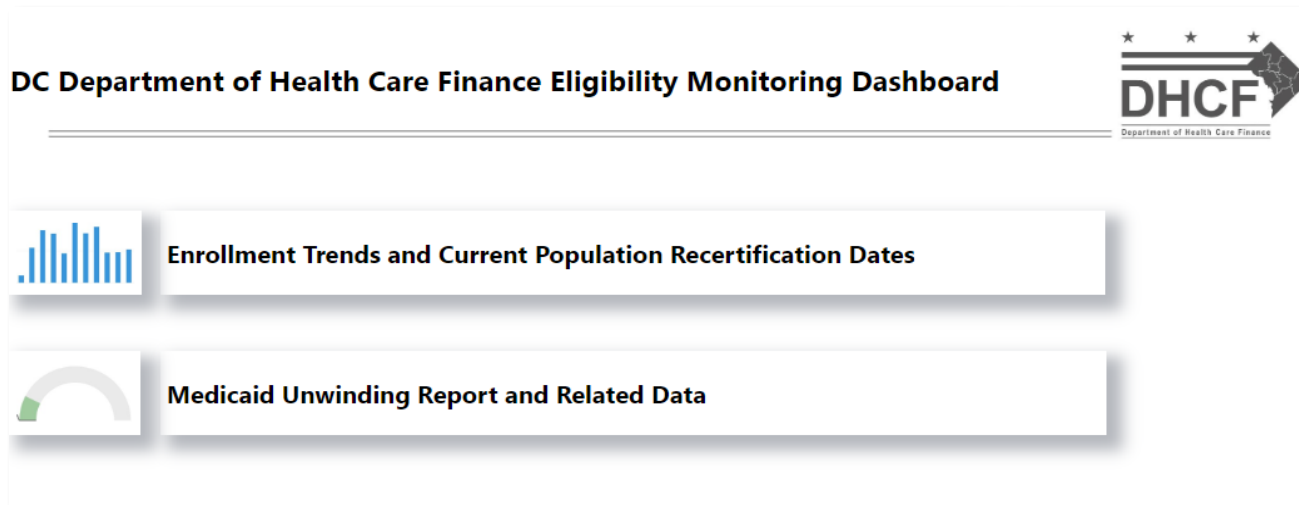 DC Department of Health Care Finance Eligibility Monitoring Dashboard
DHCF
Department of Health Care Finance
Enrollment Trends and Current Population Recertification Dates
Medicaid Unwinding Report and Related Data